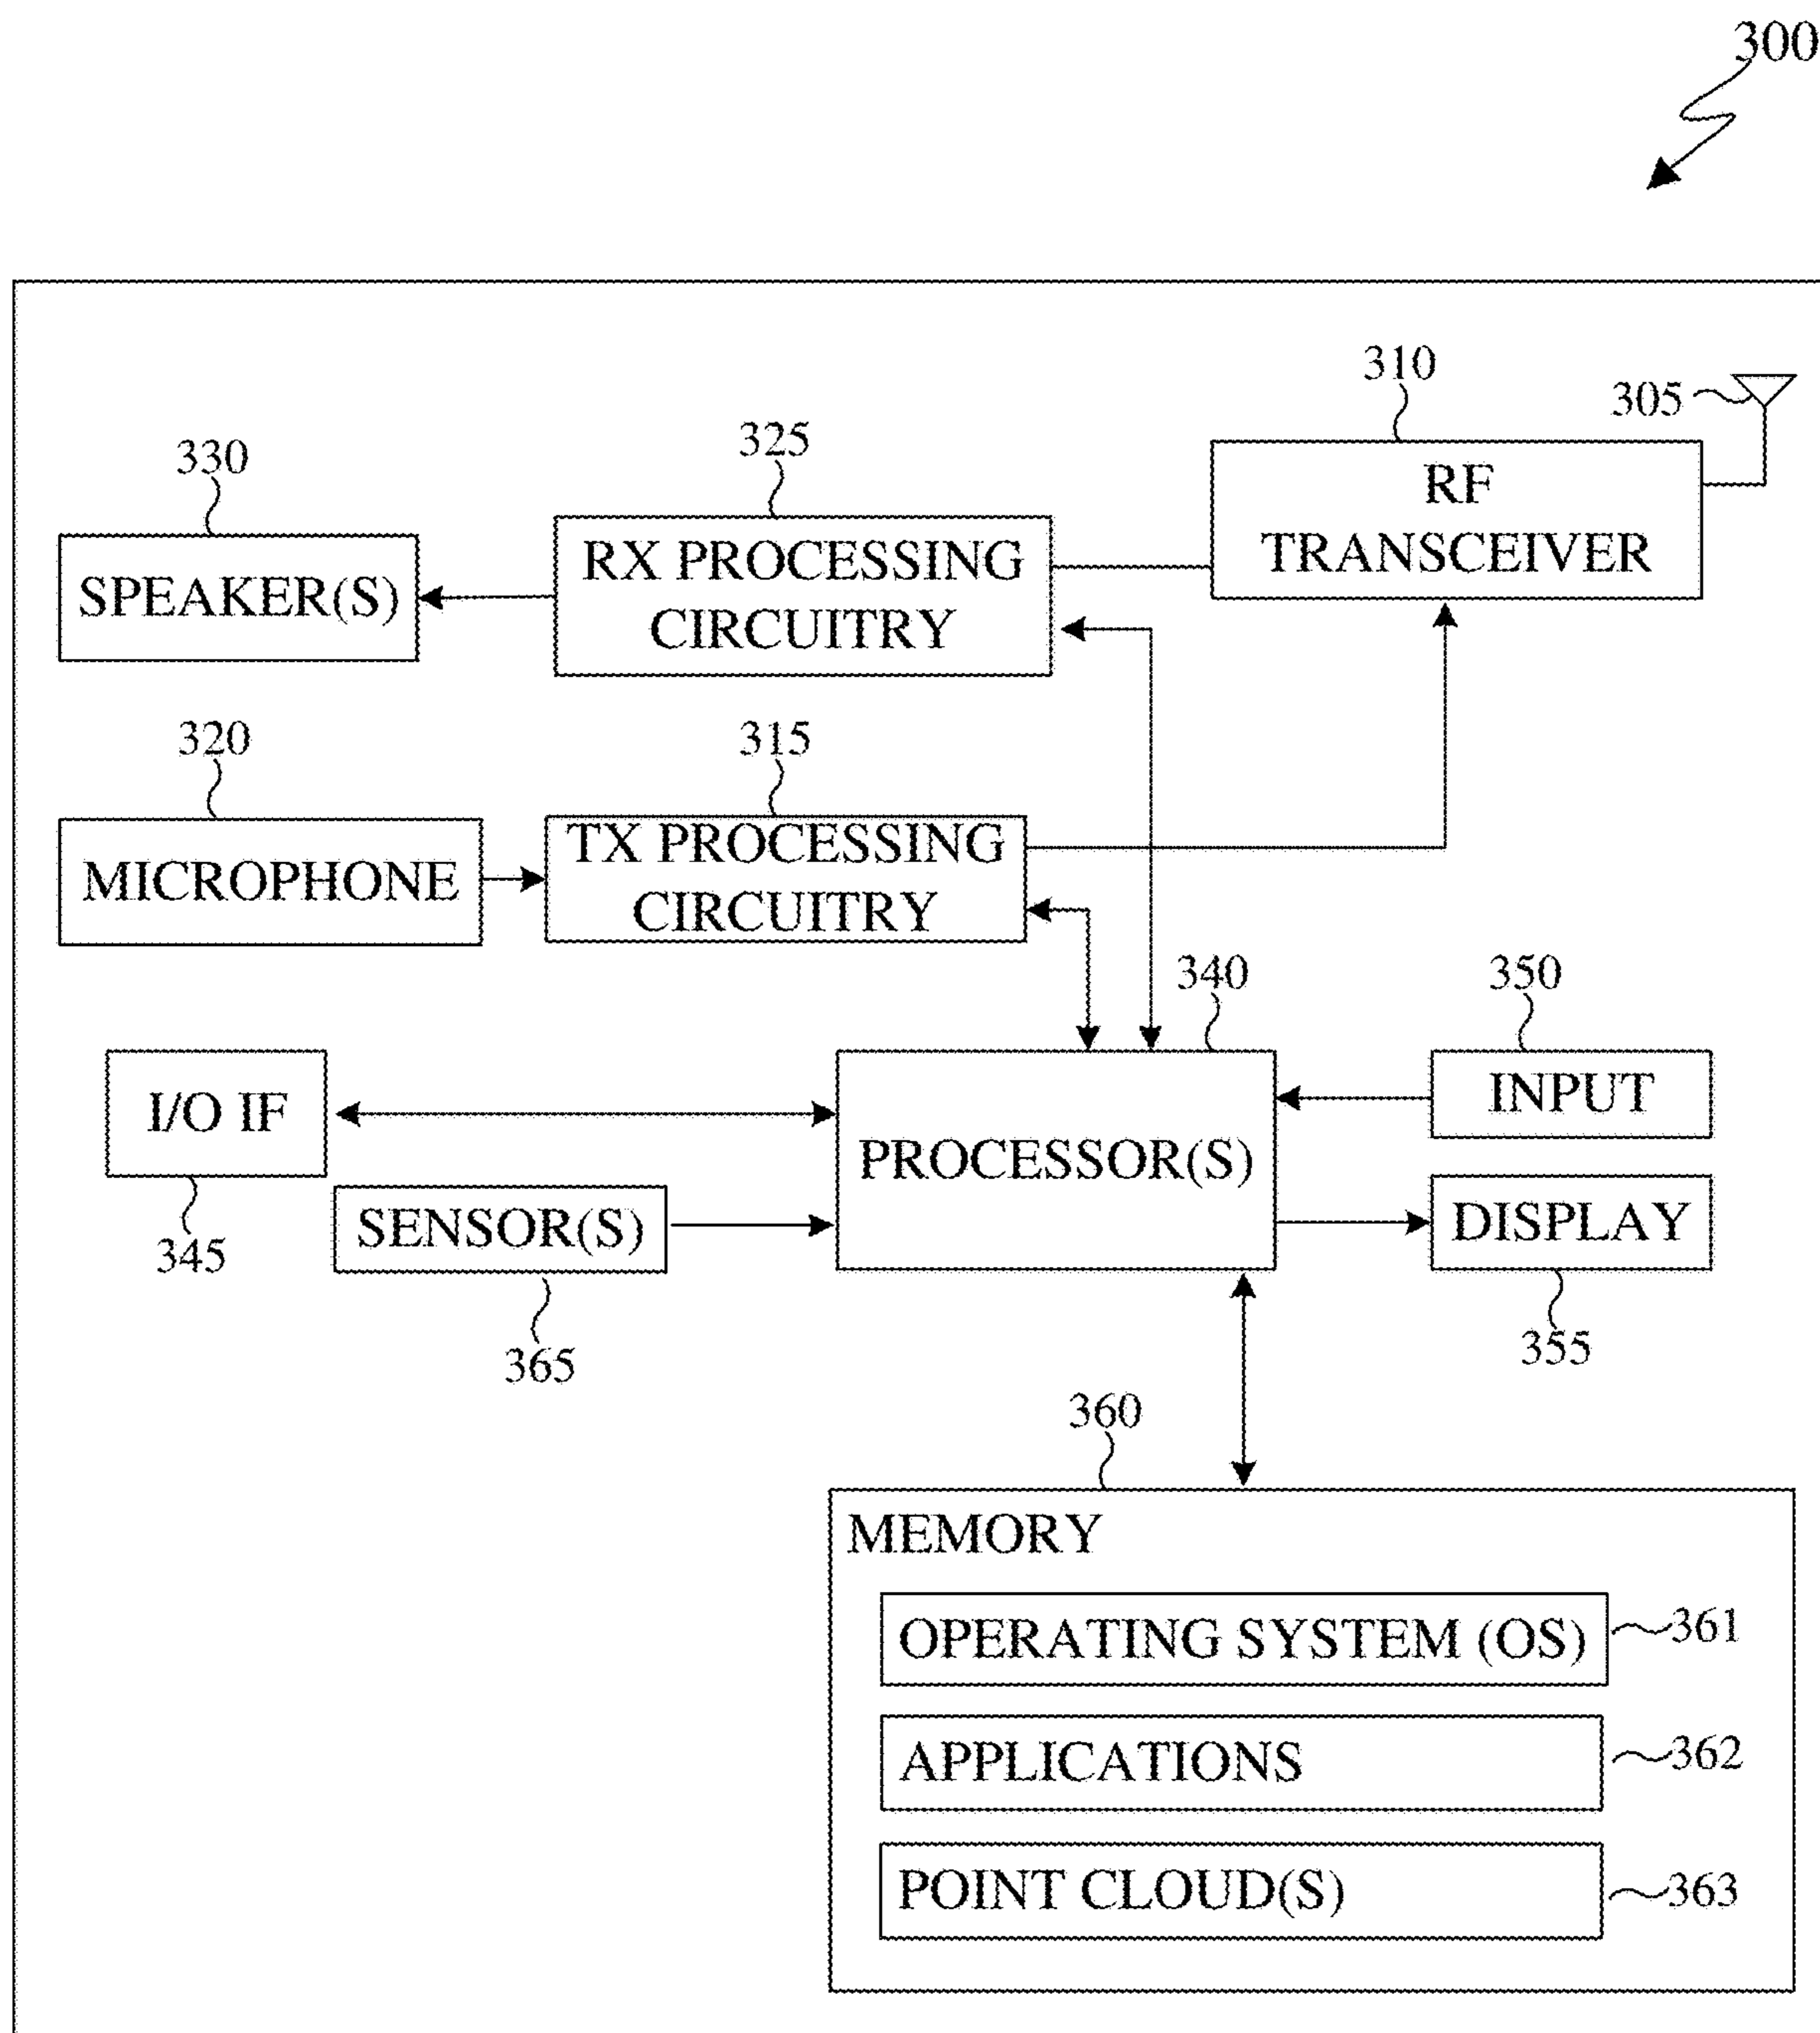 300
310
305
325
330
RF
TRANSCEIVER
RX PROCESSING
CIRCUITRY
SPEAKER(S)
320
315
MICROPHONE
TX PROCESSING
CIRCUITRY
340
350
I/O IF
INPUT
PROCESSOR(S)
SENSOR(S)
DISPLAY
345
365
355
360
MEMORY
OPERATING SYSTEM (OS)
361
APPLICATIONS
362
POINT CLOUD(S)
363